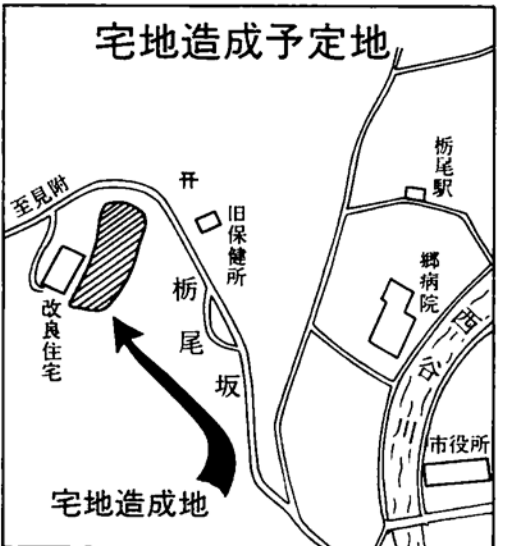 宅地造成予定地
栃尾駅
至見附
旧保健所
郷病院
栃尾坂
改良住宅
西谷川
市役所
宅地造成地